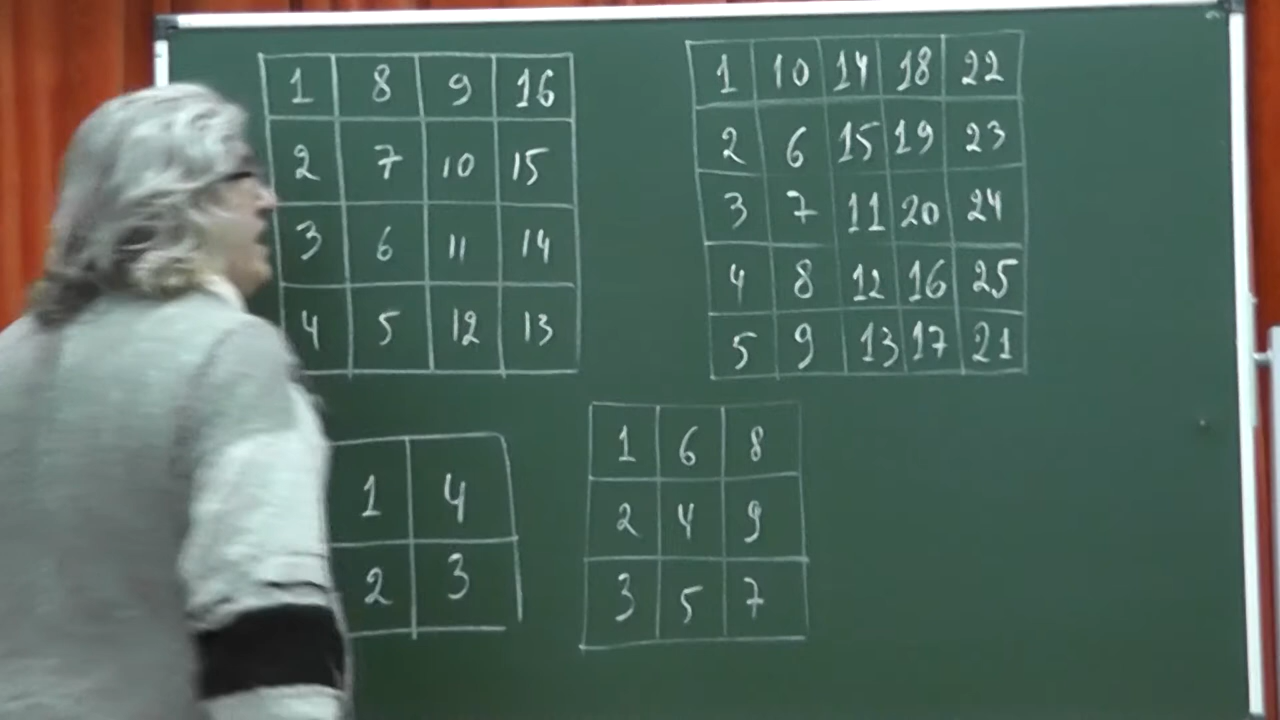 1 8 9 16
2 7 10 15
3 6 11 14
4 5 12 13
1 10 14 18 22
2 6 15 19 23
3 7 11 20 24
4 8 12 16 25
5 9 13 17 21
1 4
2 3
1 6 8
2 4 9
3 5 7